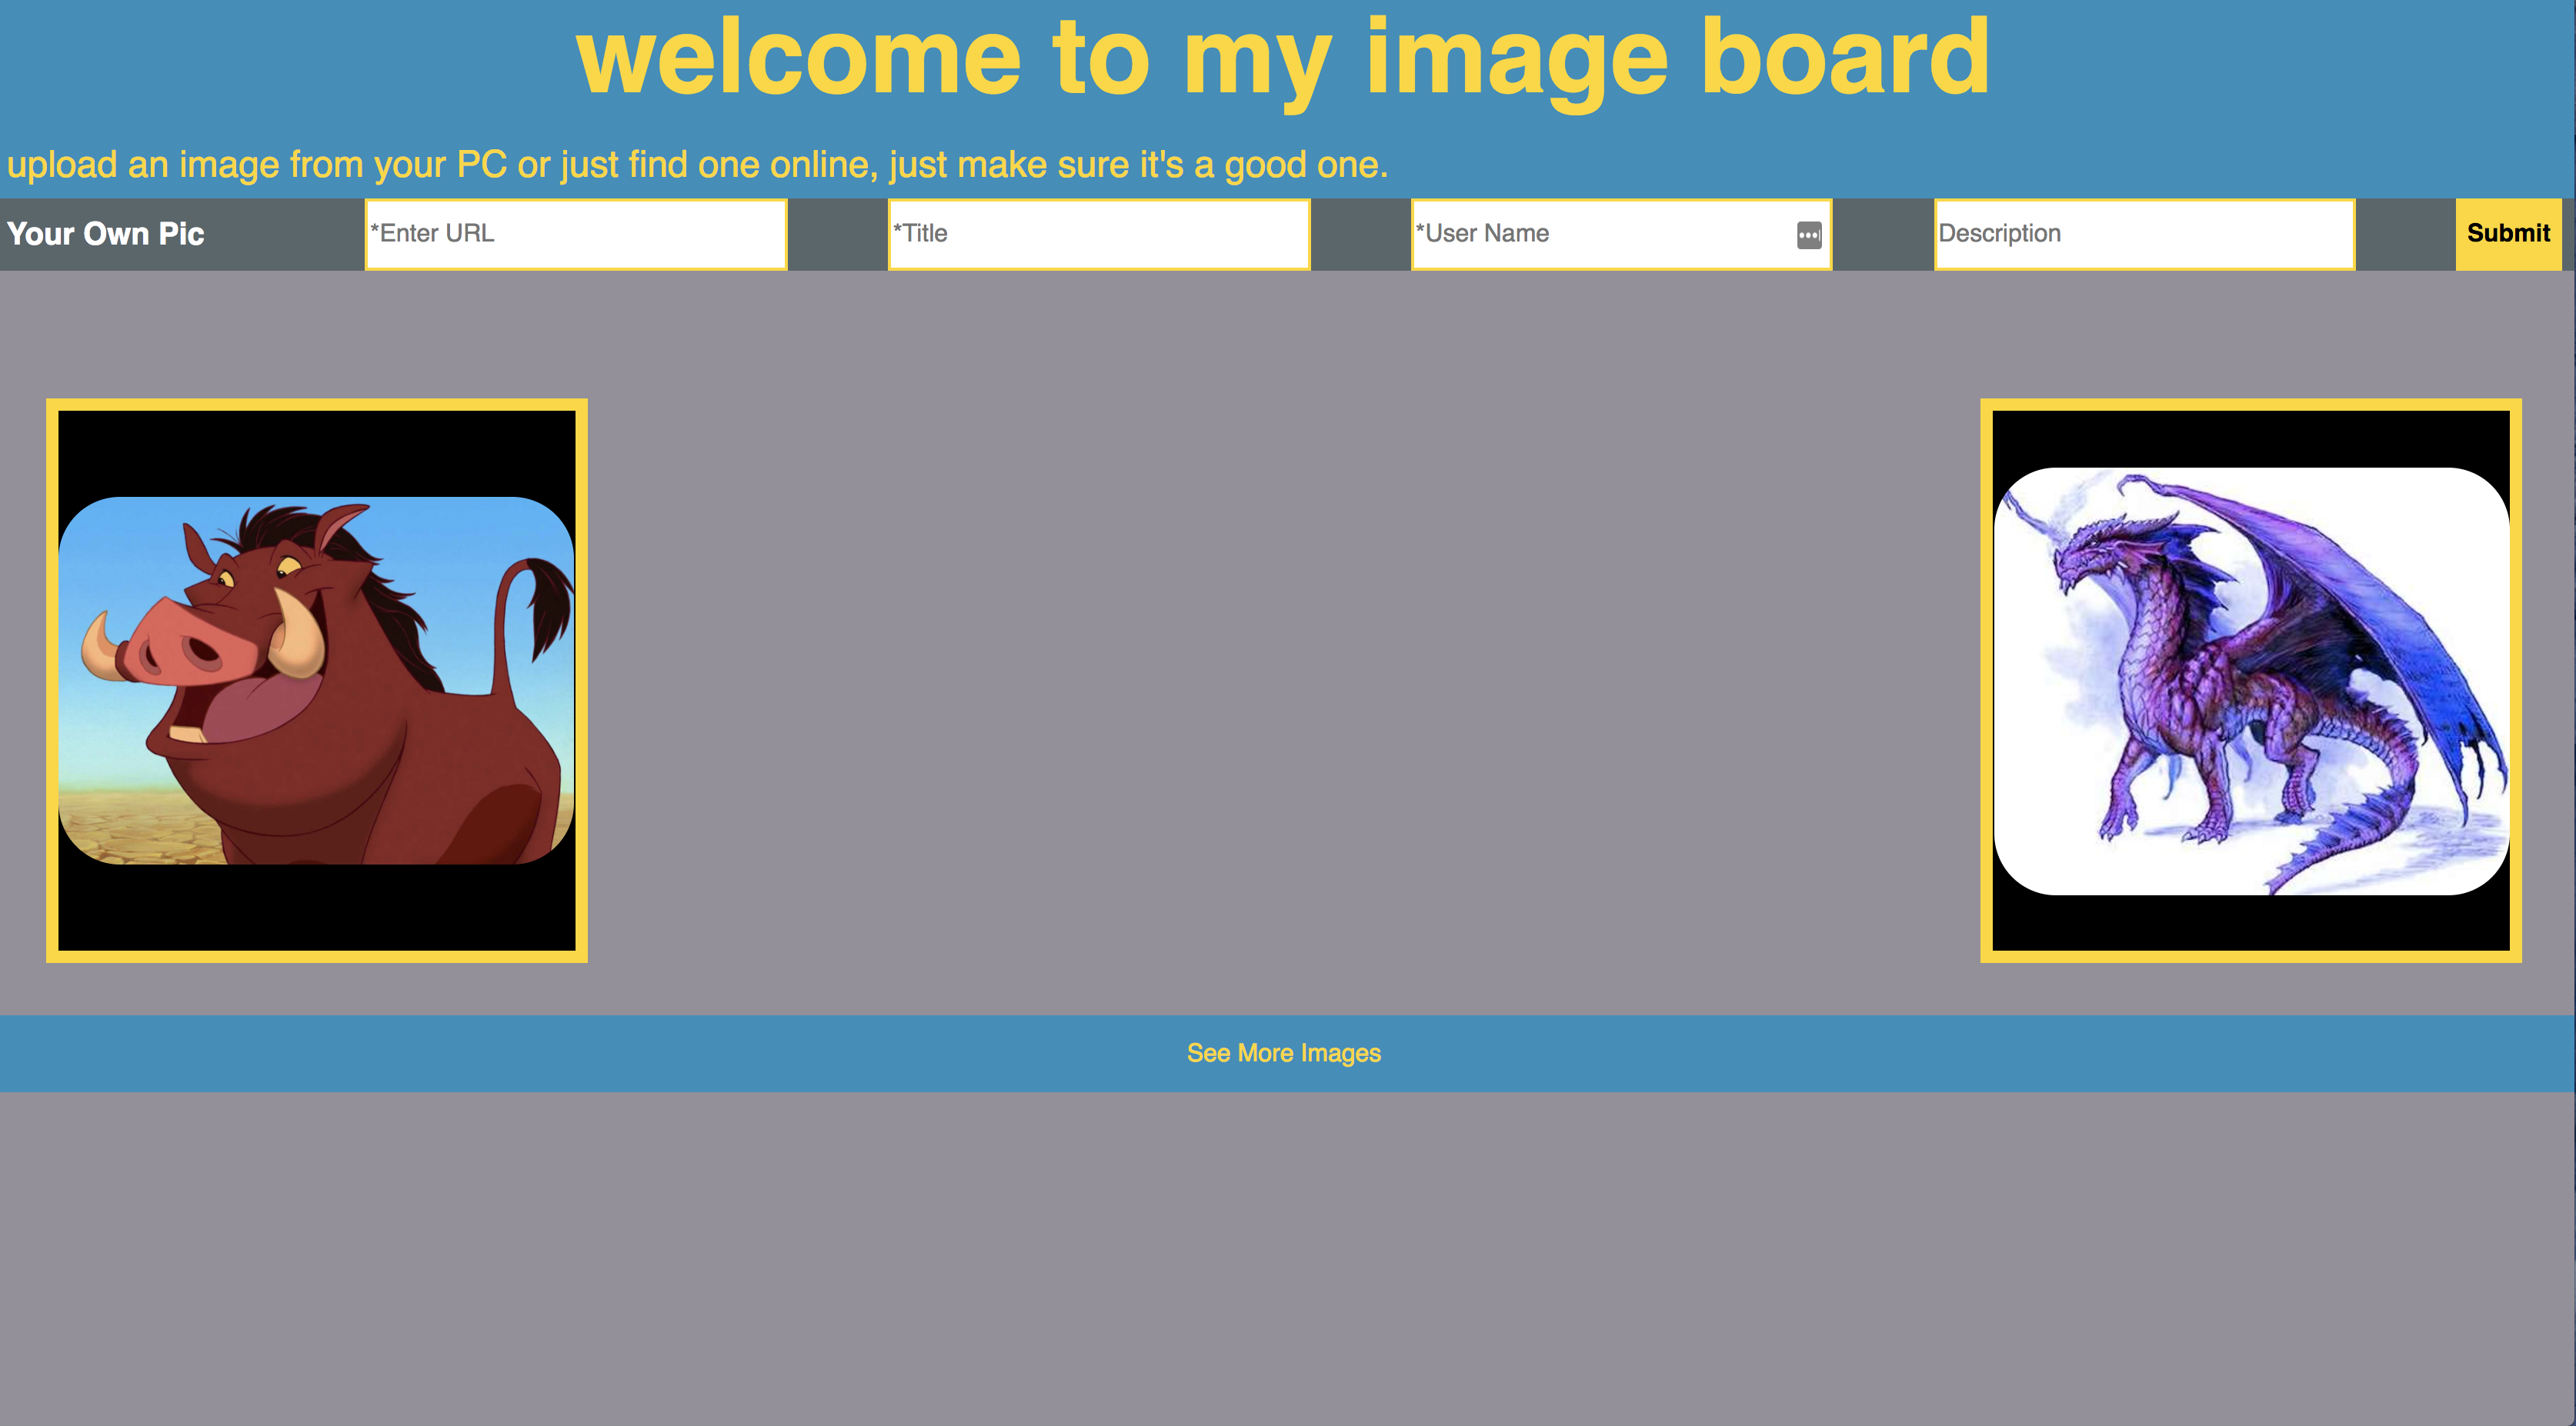 welcome to my image board
upload an image from your PC or just find one online, just make sure it's a good one.
Your Own Pic
*Enter URL
*Title
*User Name
Description
Submit
See More Images